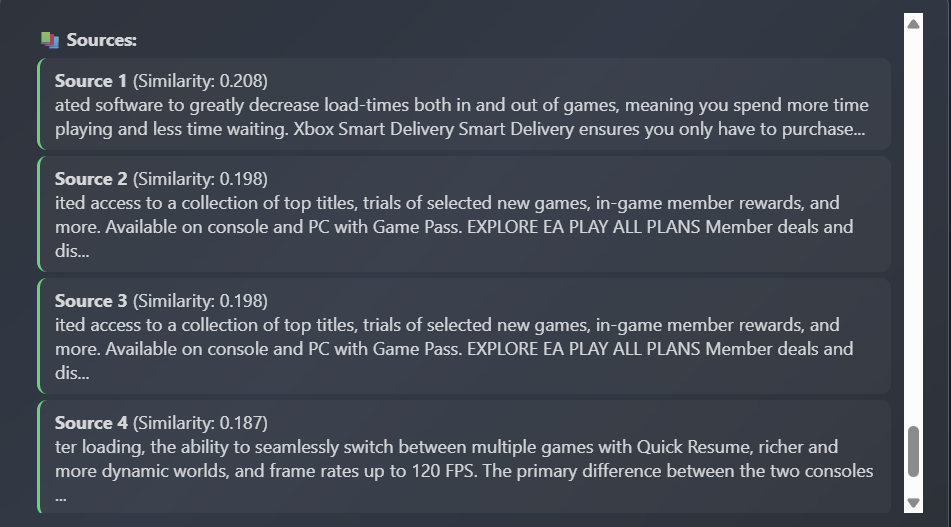 📚 Sources:
Source 1 (Similarity: 0.208)
ated software to greatly decrease load-times both in and out of games, meaning you spend more time
playing and less time waiting. Xbox Smart Delivery Smart Delivery ensures you only have to purchase...
Source 2 (Similarity: 0.198)
ited access to a collection of top titles, trials of selected new games, in-game member rewards, and
more. Available on console and PC with Game Pass. EXPLORE EA PLAY ALL PLANS Member deals and
dis...
Source 3 (Similarity: 0.198)
ited access to a collection of top titles, trials of selected new games, in-game member rewards, and
more. Available on console and PC with Game Pass. EXPLORE EA PLAY ALL PLANS Member deals and
dis...
Source 4 (Similarity: 0.187)
ter loading, the ability to seamlessly switch between multiple games with Quick Resume, richer and
more dynamic worlds, and frame rates up to 120 FPS. The primary difference between the two consoles
...